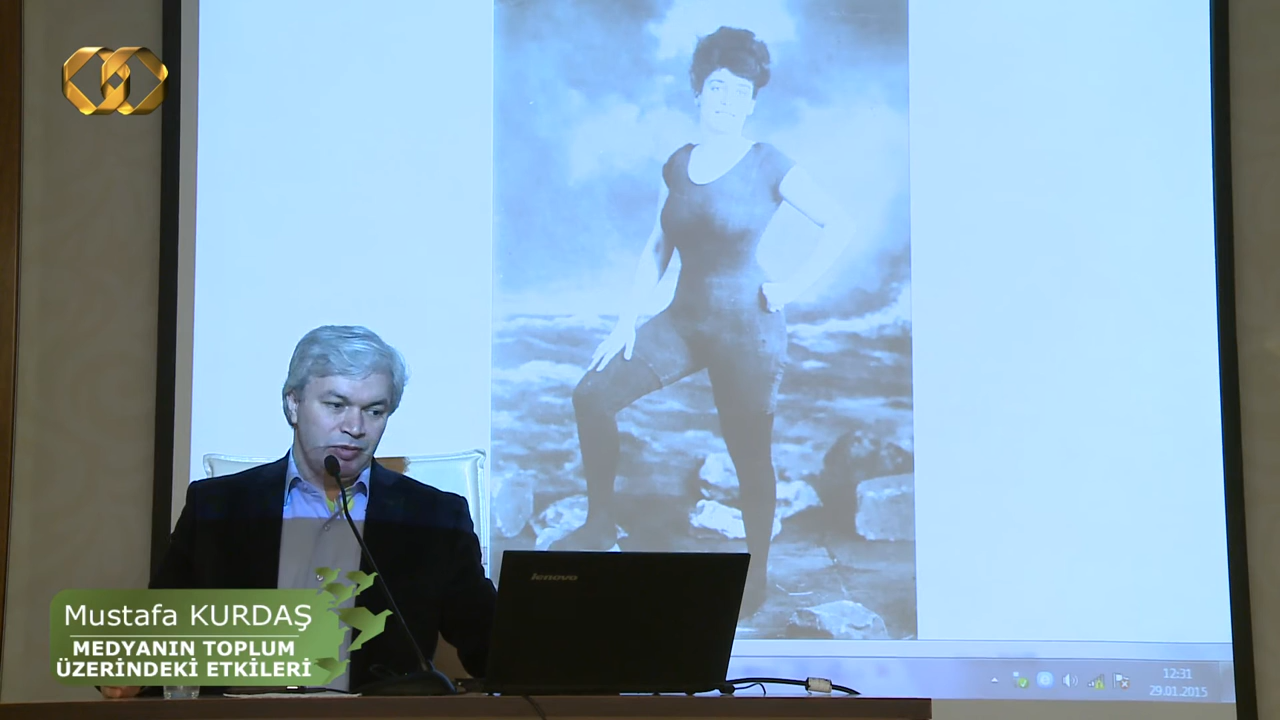 Mustafa KURDAŞ
MEDYANIN TOPLUM
ÜZERİNDEKİ ETKİLERİ
lenovo
12:31
29.01.2015